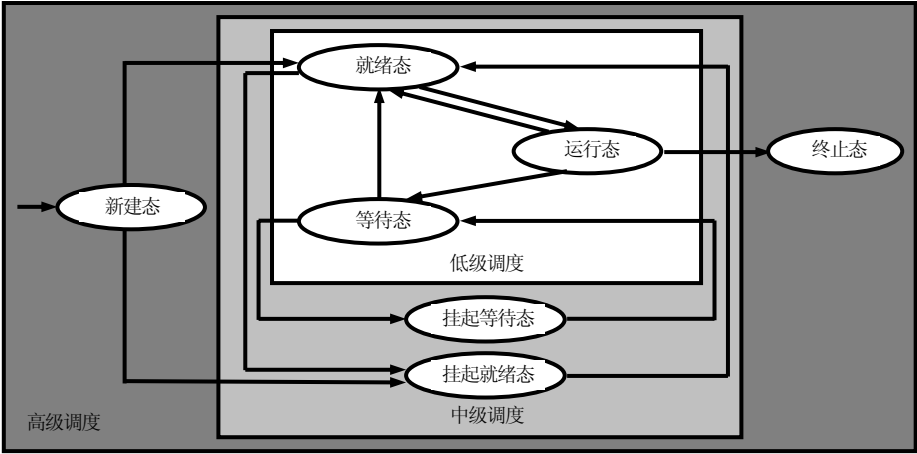 就绪态
运行态
终止态
新建态
等待态
低级调度
挂起等待态
挂起就绪态
中级调度
高级调度